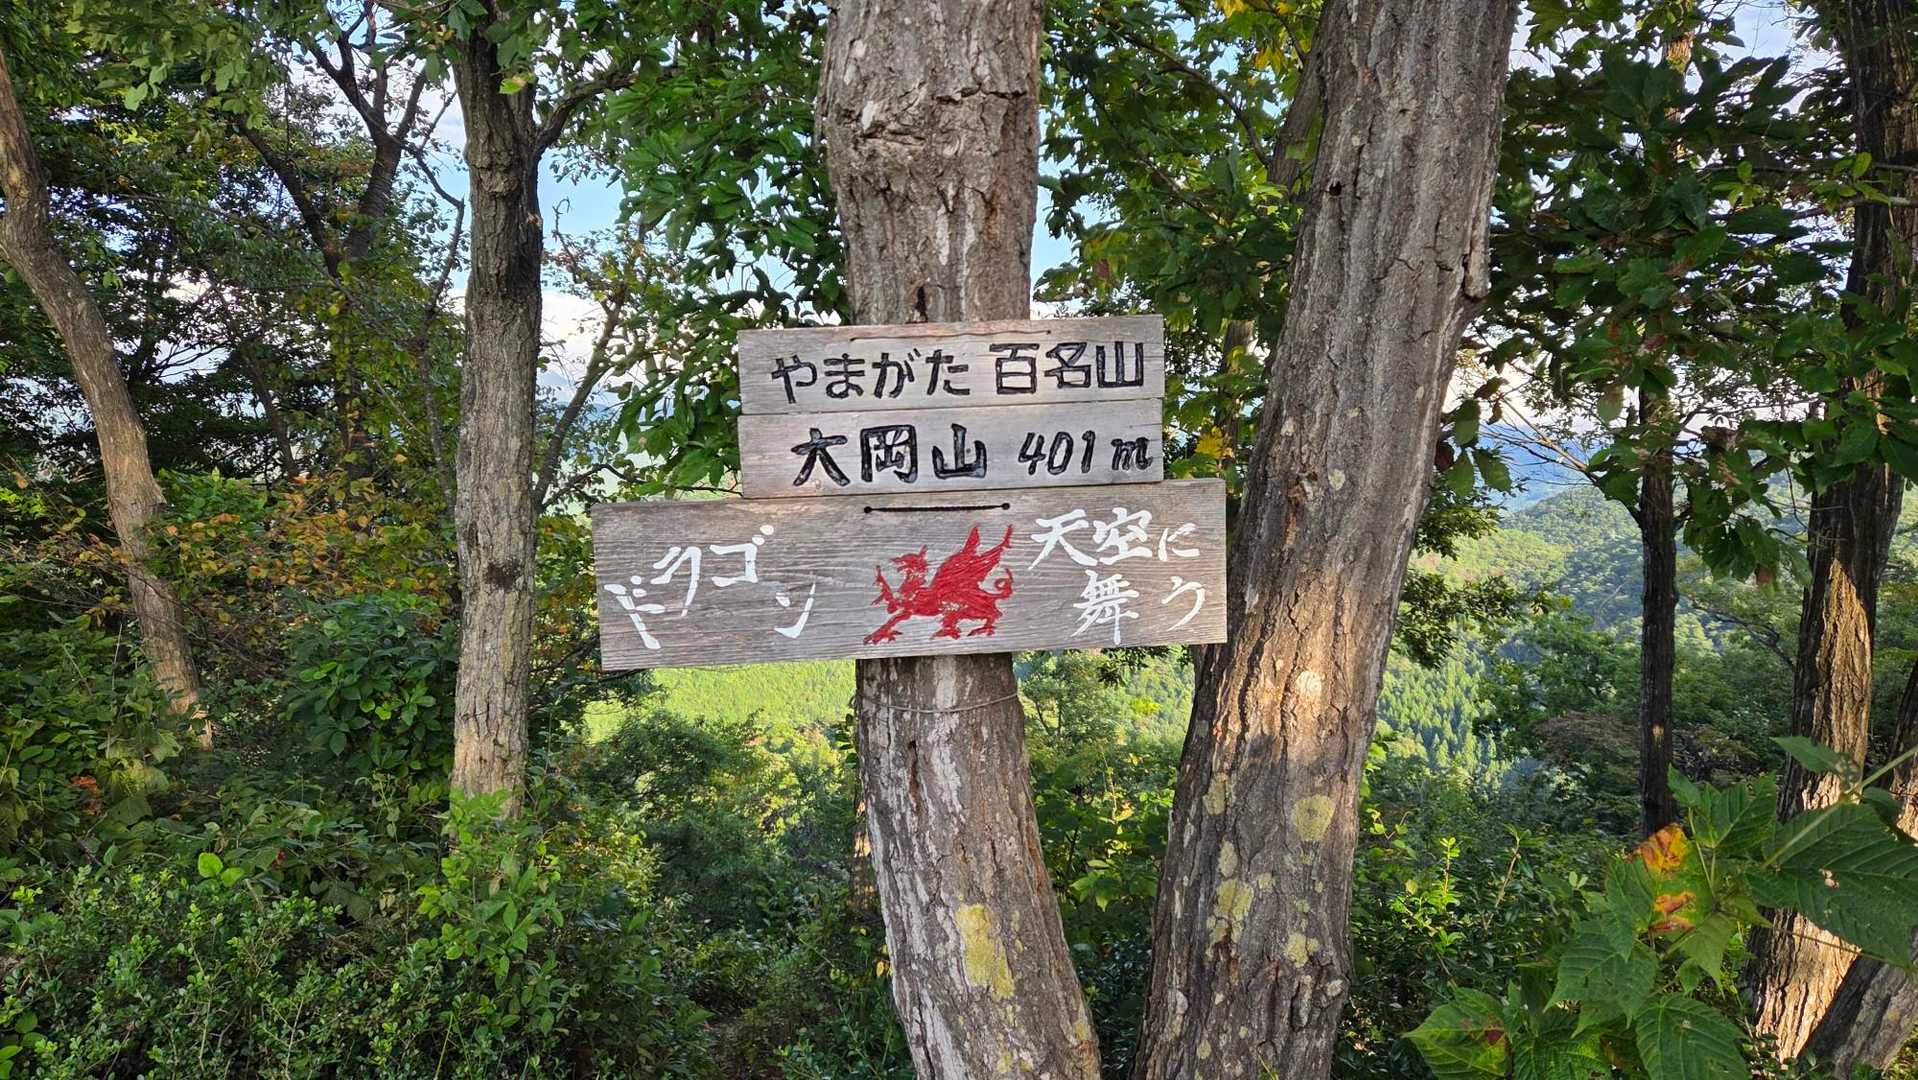 やまがた 百名山
大岡山 401m
天空に
舞う
ドラゴン